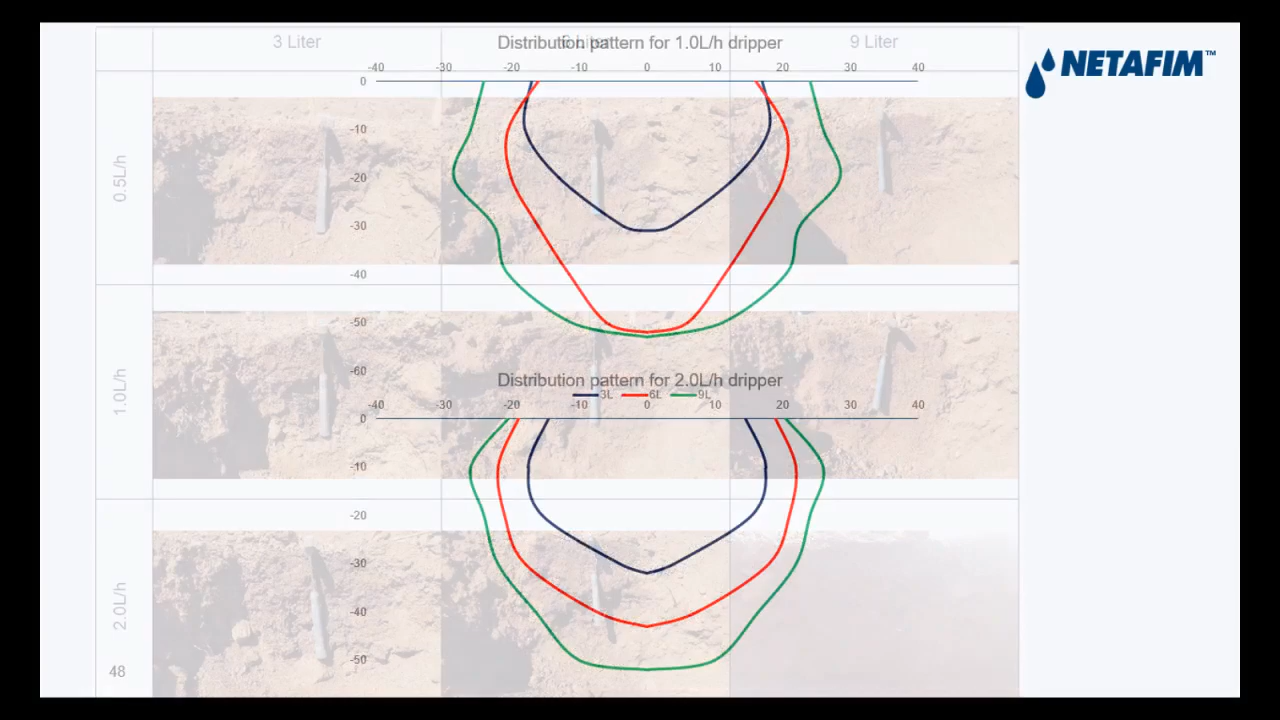 3 Liter
9 Liter
Distribution pattern for 1.0L/h dripper
NETAFIM™
-40 -30 -20 -10 0 10 20 30 40
0
-10
-20
-30
-40
-50
-60
0.5L/h
1.0L/h
2.0L/h
Distribution pattern for 2.0L/h dripper
3L 6L 9L
-40 -30 -20 -10 0 10 20 30 40
0
-10
-20
-30
-40
-50
48